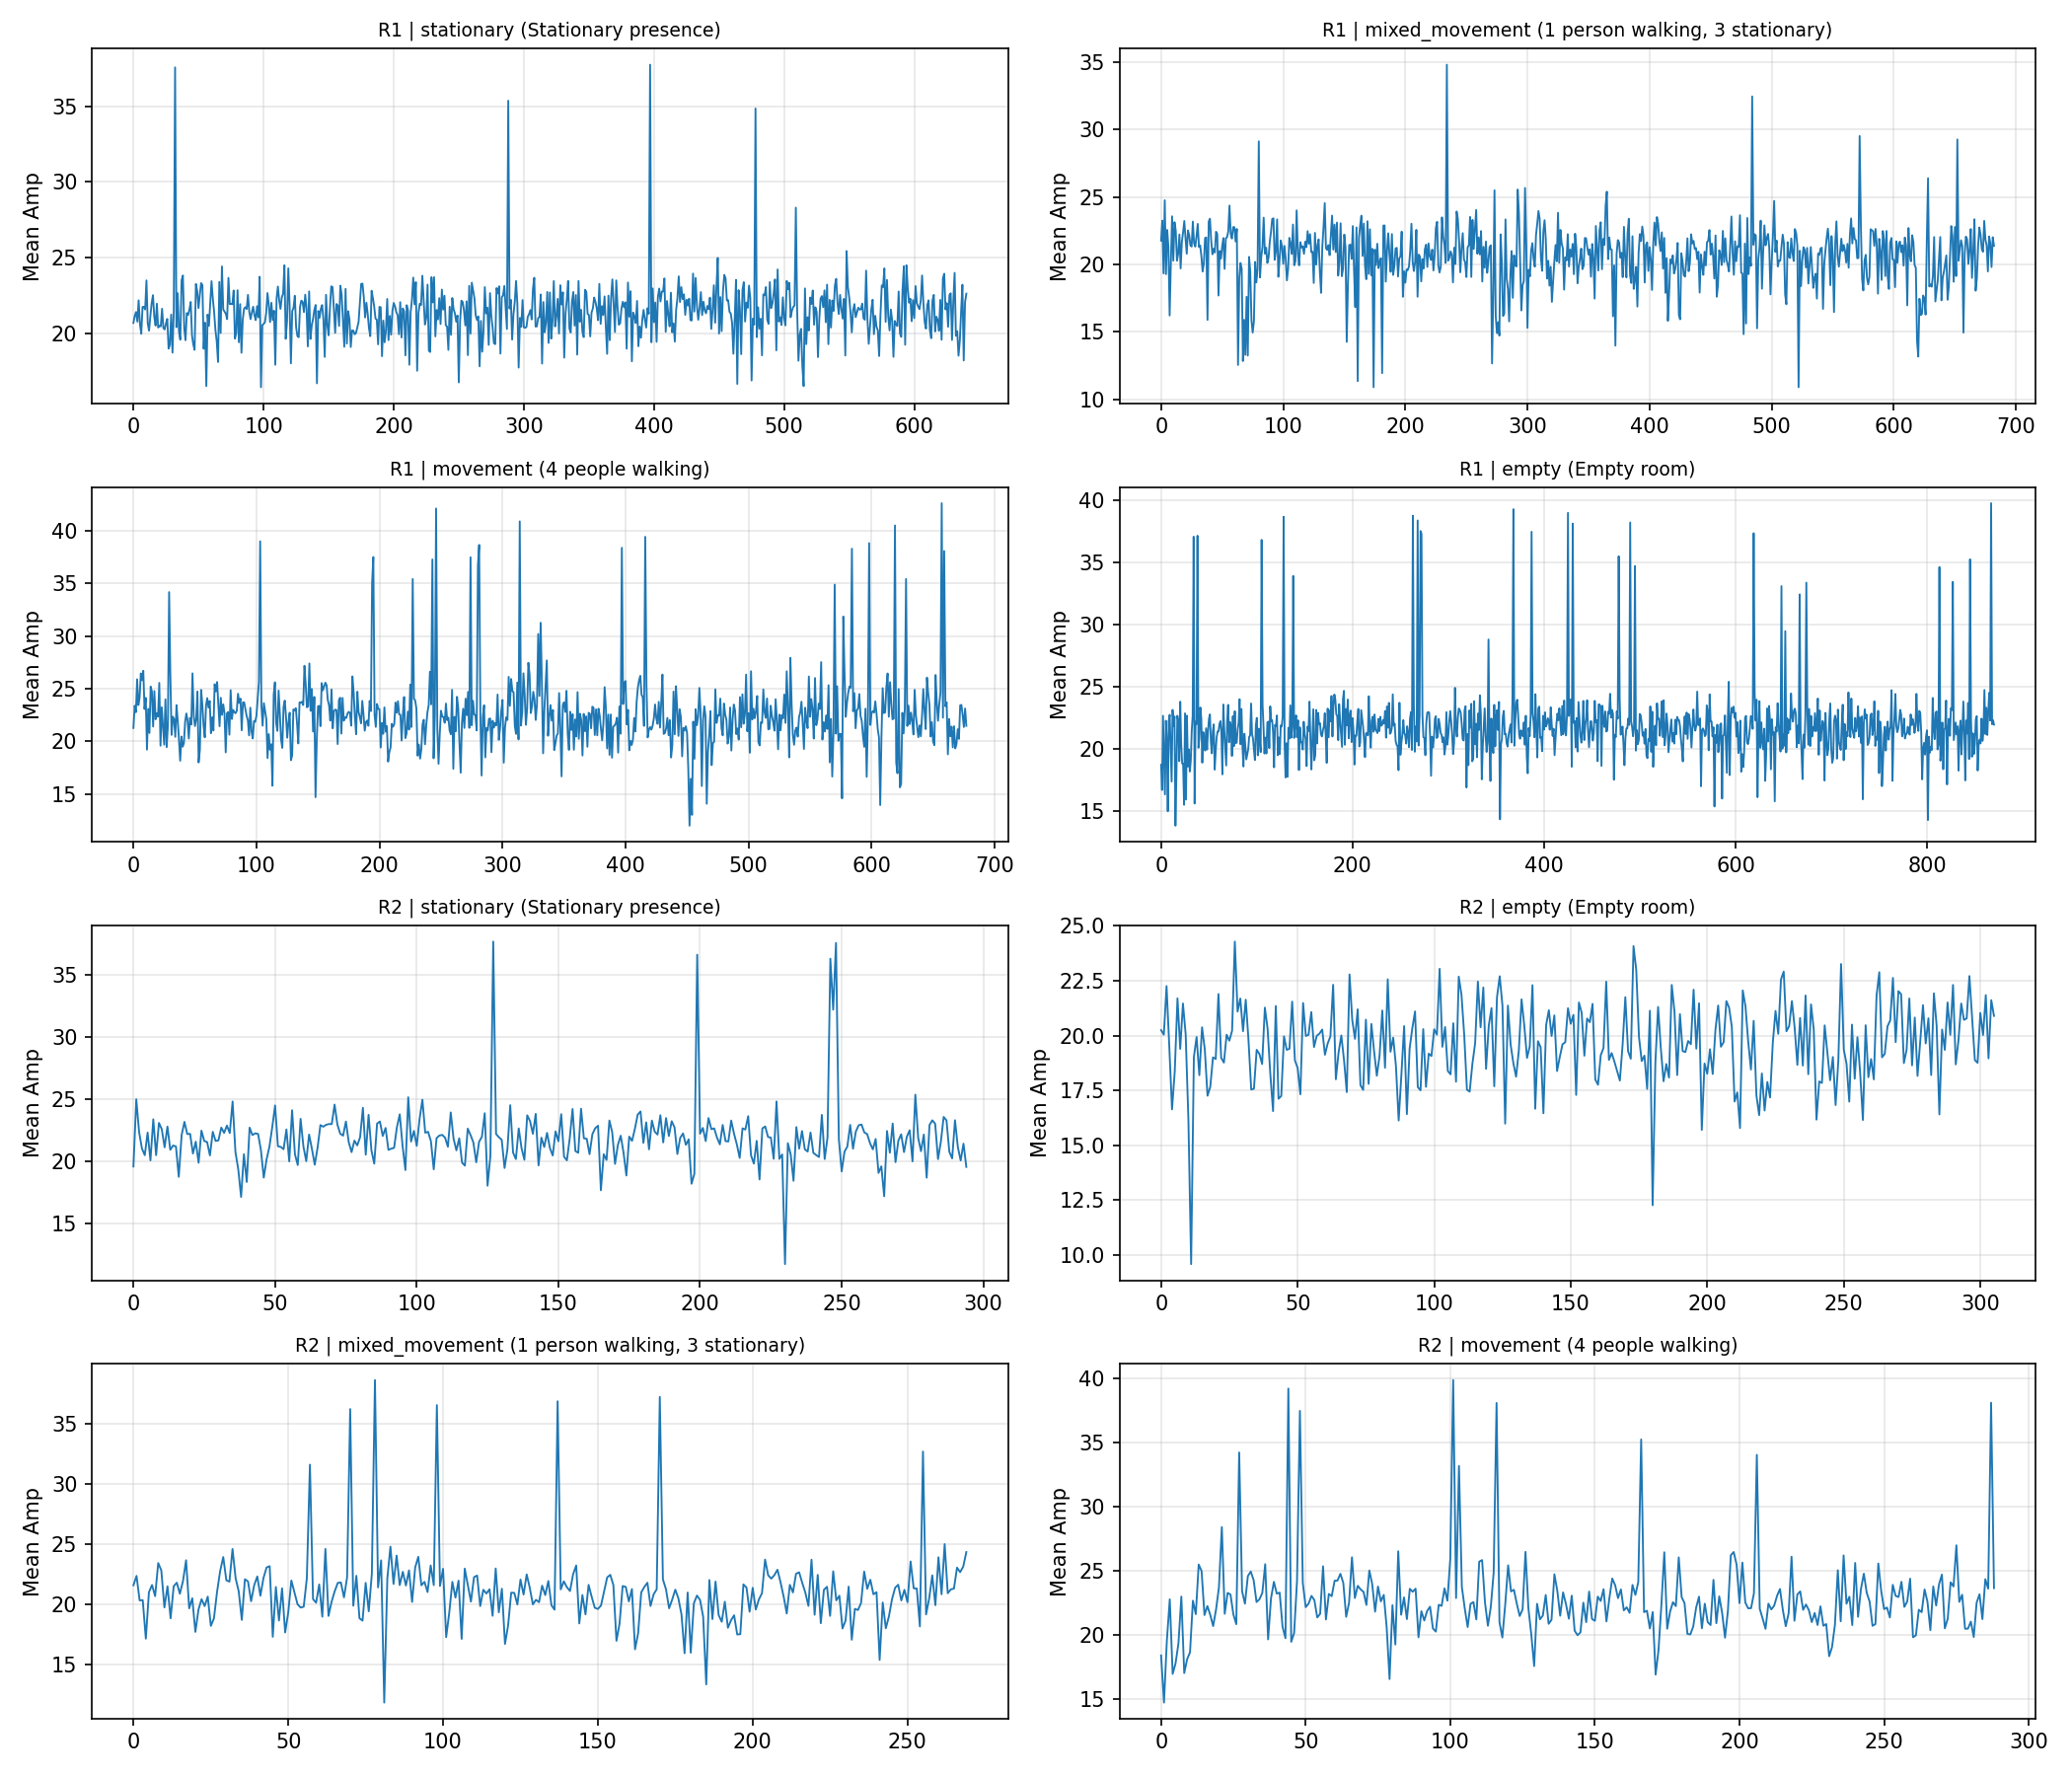 R1 | stationary (Stationary presence)
Mean Amp
35
30
25
20
0 100 200 300 400 500 600
R1 | mixed_movement (1 person walking, 3 stationary)
Mean Amp
35
30
25
20
15
10
0 100 200 300 400 500 600 700
R1 | movement (4 people walking)
Mean Amp
40
35
30
25
20
15
0 100 200 300 400 500 600 700
R1 | empty (Empty room)
Mean Amp
40
35
30
25
20
15
0 200 400 600 800
R2 | stationary (Stationary presence)
Mean Amp
35
30
25
20
15
0 50 100 150 200 250 300
R2 | empty (Empty room)
Mean Amp
25.0
22.5
20.0
17.5
15.0
12.5
10.0
0 50 100 150 200 250 300
R2 | mixed_movement (1 person walking, 3 stationary)
Mean Amp
35
30
25
20
15
0 50 100 150 200 250
R2 | movement (4 people walking)
Mean Amp
40
35
30
25
20
15
0 50 100 150 200 250 300